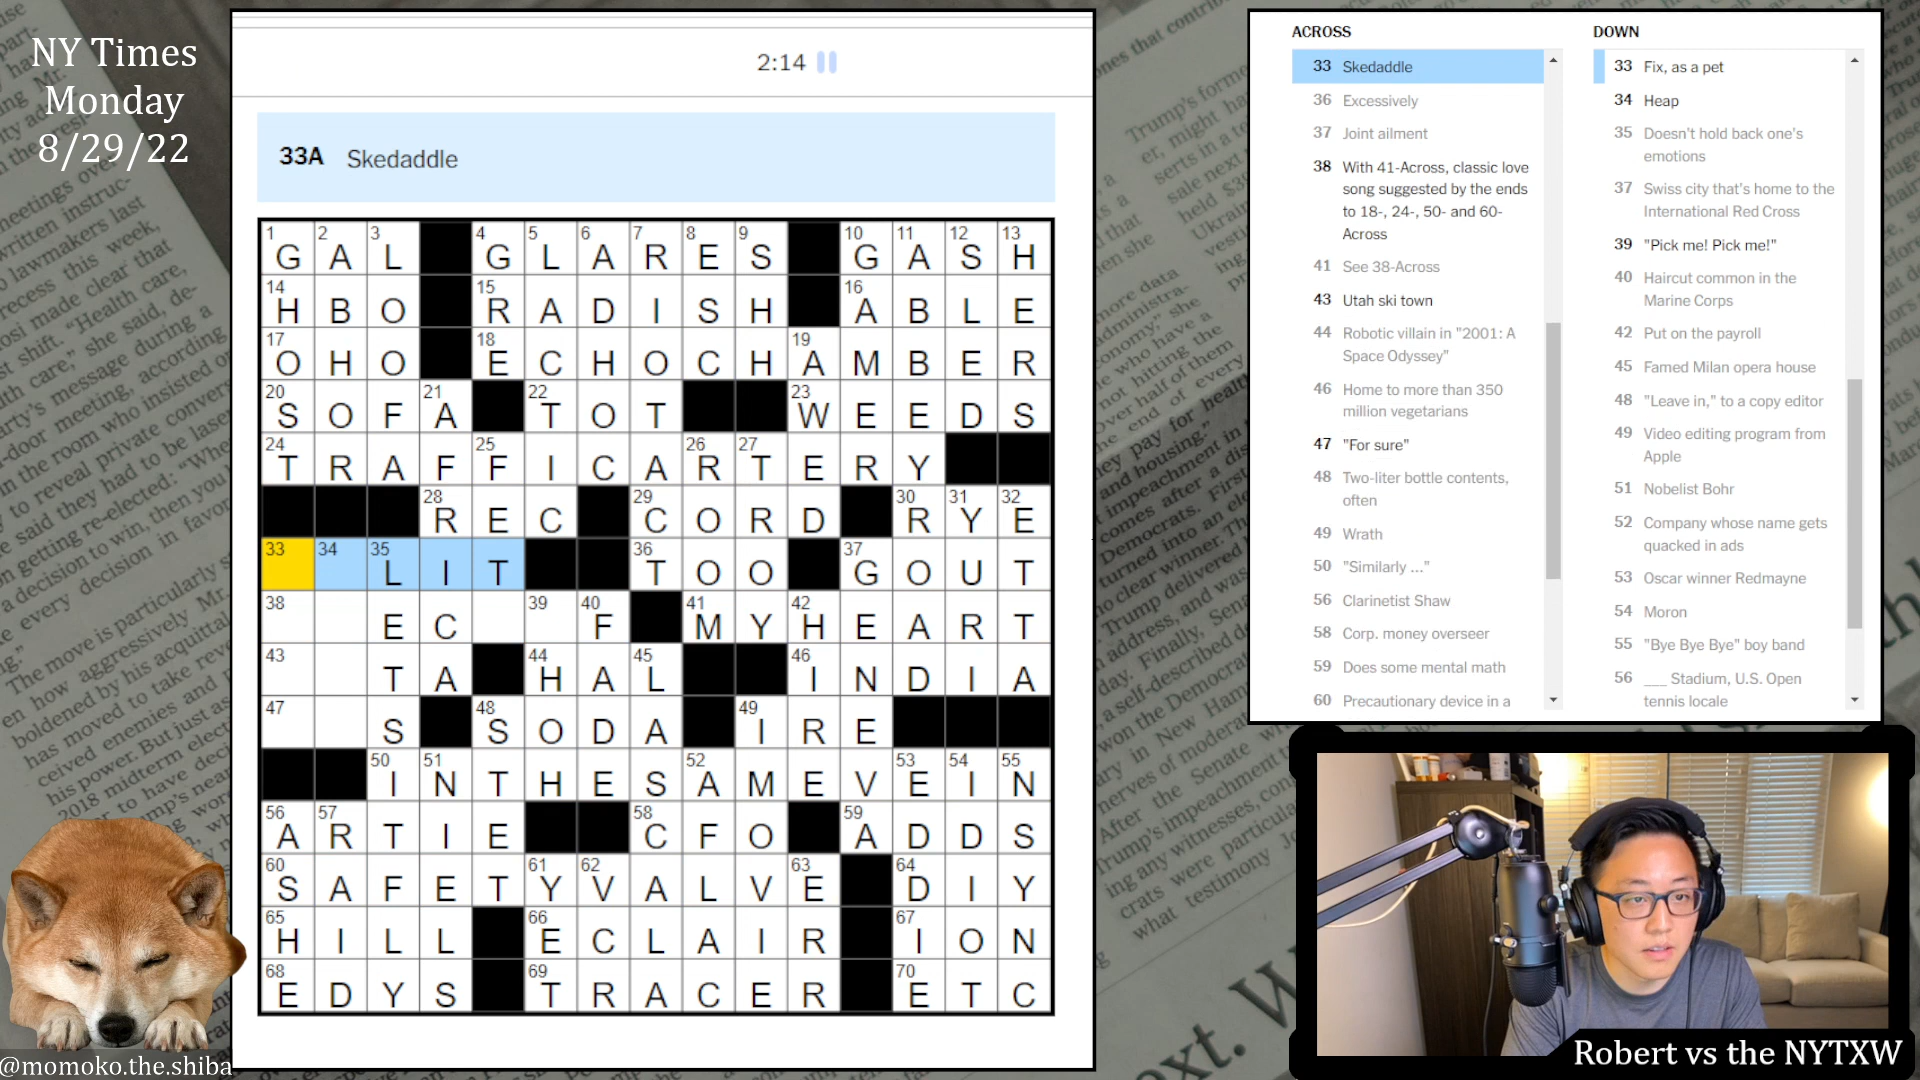 NY Times
Monday
8/29/22
2:14
33A Skedaddle
1 G 2 A 3 L 4 G 5 L 6 A 7 R 8 E 9 S 10 G 11 A 12 S 13 H
14 H B O 15 R A D I S H 16 A B L E
17 O H O 18 E C H O C H 19 A M B E R
20 S O F 21 A 22 T O T 23 W E E D S
24 T R A F 25 F I C A 26 R 27 T E R Y
28 R E C 29 C O R D 30 R 31 Y 32 E
33 34 35 L I T 36 T O O 37 G O U T
38 E C 39 40 F 41 M Y 42 H E A R T
43 T A 44 H A 45 L 46 I N D I A
47 S 48 S O D A 49 I R E
50 I 51 N T H E S 52 A M E V 53 E 54 I 55 N
56 A 57 R T I E 58 C F O 59 A D D S
60 S A F E T 61 Y 62 V A L V 63 E 64 D I Y
65 H I L L 66 E C L A I R 67 I O N
68 E D Y S 69 T R A C E R 70 E T C
ACROSS
33 Skedaddle
36 Excessively
37 Joint ailment
38 With 41-Across, classic love
song suggested by the ends
to 18-, 24-, 50- and 60-
Across
41 See 38-Across
43 Utah ski town
44 Robotic villain in "2001: A
Space Odyssey"
46 Home to more than 350
million vegetarians
47 "For sure"
48 Two-liter bottle contents,
often
49 Wrath
50 "Similarly ..."
56 Clarinetist Shaw
58 Corp. money overseer
59 Does some mental math
60 Precautionary device in a
DOWN
33 Fix, as a pet
34 Heap
35 Doesn't hold back one's
emotions
37 Swiss city that's home to the
International Red Cross
39 "Pick me! Pick me!"
40 Haircut common in the
Marine Corps
42 Put on the payroll
45 Famed Milan opera house
48 "Leave in," to a copy editor
49 Video editing program from
Apple
51 Nobelist Bohr
52 Company whose name gets
quacked in ads
53 Oscar winner Redmayne
54 Moron
55 "Bye Bye Bye" boy band
56 ___ Stadium, U.S. Open
tennis locale
@momoko.the.shiba
Robert vs the NYTXW